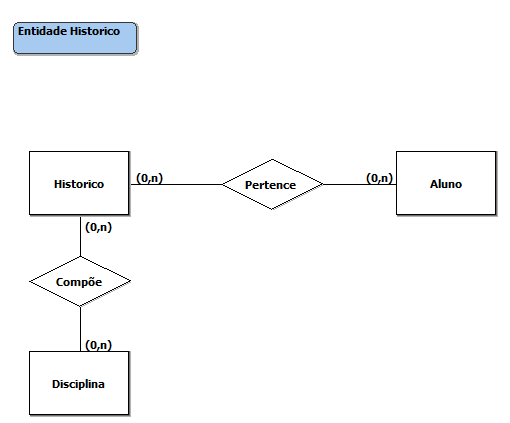 Entidade Historico
Historico
(0,n)
Pertence
(0,n)
Aluno
(0,n)
Compõe
(0,n)
Disciplina